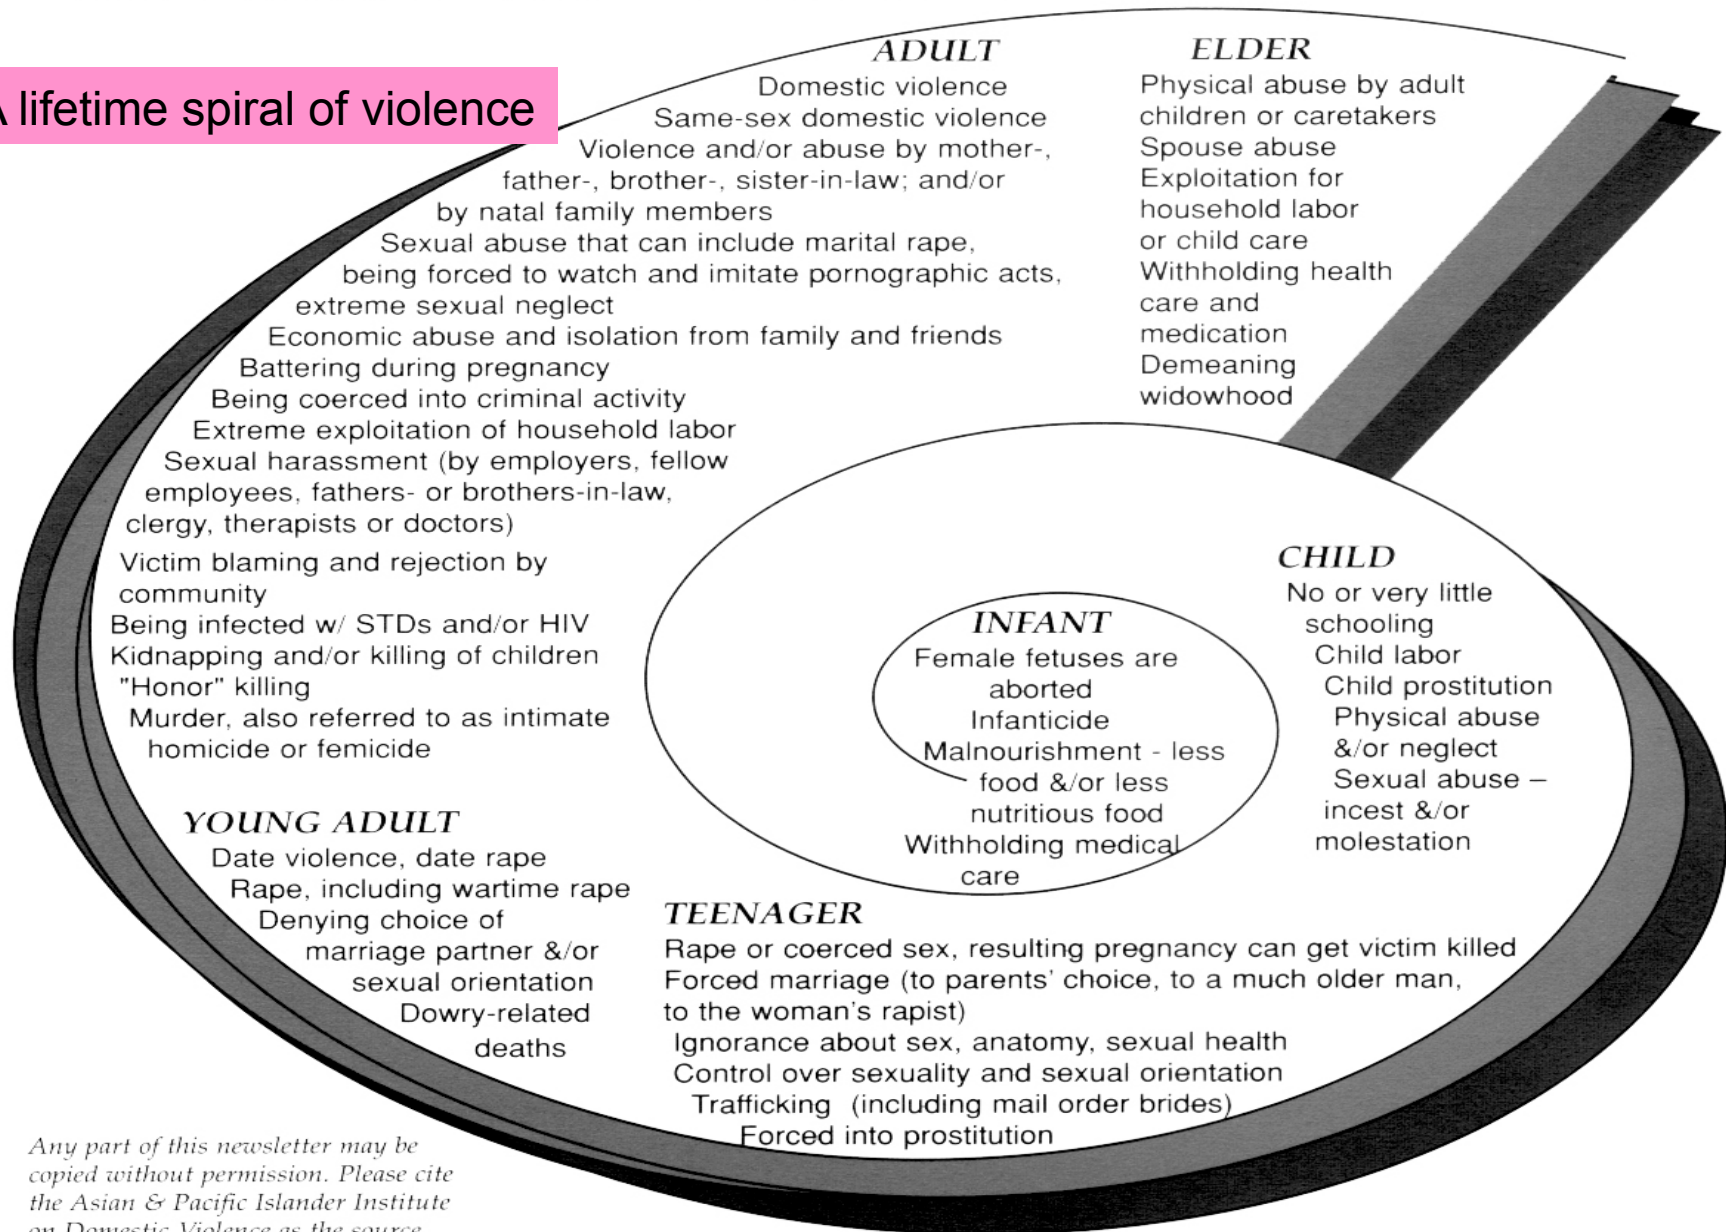 A lifetime spiral of violence
ADULT
Domestic violence
Same-sex domestic violence
Violence and/or abuse by mother-,
father-, brother-, sister-in-law; and/or
by natal family members
Sexual abuse that can include marital rape,
being forced to watch and imitate pornographic acts,
extreme sexual neglect
Economic abuse and isolation from family and friends
Battering during pregnancy
Being coerced into criminal activity
Extreme exploitation of household labor
Sexual harassment (by employers, fellow
employees, fathers- or brothers-in-law,
clergy, therapists or doctors)
Victim blaming and rejection by
community
Being infected w/ STDs and/or HIV
Kidnapping and/or killing of children
"Honor" killing
Murder, also referred to as intimate
homicide or femicide
ELDER
Physical abuse by adult
children or caretakers
Spouse abuse
Exploitation for
household labor
or child care
Withholding health
care and
medication
Demeaning
widowhood
CHILD
No or very little
schooling
Child labor
Child prostitution
Physical abuse
&/or neglect
Sexual abuse –
incest &/or
molestation
INFANT
Female fetuses are
aborted
Infanticide
Malnourishment - less
food &/or less
nutritious food
Withholding medical
care
YOUNG ADULT
Date violence, date rape
Rape, including wartime rape
Denying choice of
marriage partner &/or
sexual orientation
Dowry-related
deaths
TEENAGER
Rape or coerced sex, resulting pregnancy can get victim killed
Forced marriage (to parents' choice, to a much older man,
to the woman's rapist)
Ignorance about sex, anatomy, sexual health
Control over sexuality and sexual orientation
Trafficking (including mail order brides)
Forced into prostitution
Any part of this newsletter may be
copied without permission. Please cite
the Asian & Pacific Islander Institute
on Domestic Violence as the source